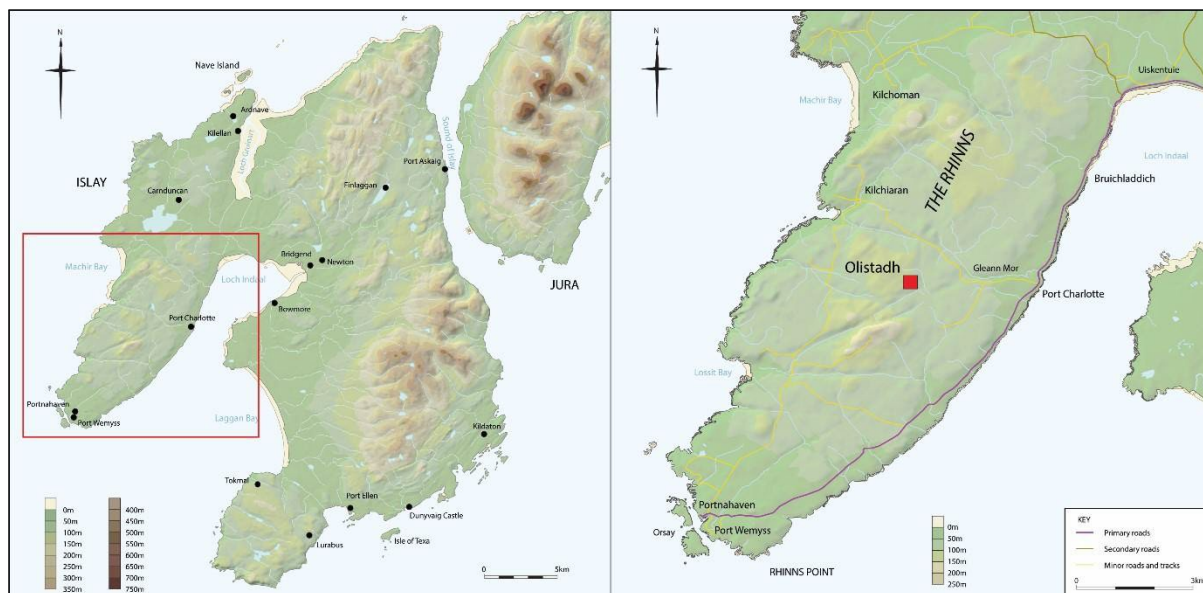 N
Nave Island
Ardnave
Kilellan
Loch Gruinart
ISLAY
Carnduncan
Sound of Islay
Port Askaig
Finlaggan
Bridgend
Newton
Machir Bay
Loch Indaal
JURA
Bowmore
Port Charlotte
Portnahaven
Port Wemyss
Laggan Bay
Kildaton
Tokmal
Port Ellen
Dunyvaig Castle
Lurabus
Isle of Texa
0m
50m
100m
150m
200m
250m
300m
350m
400m
450m
500m
550m
600m
650m
700m
750m
0 5km
N
Uiskentuie
Machir Bay
Kilchoman
Loch Indaal
THE RHINNS
Bruichladdich
Kilchiaran
Olistadh
Gleann Mor
Port Charlotte
Lossit Bay
Portnahaven
Orsay
Port Wemyss
RHINNS POINT
0m
50m
100m
150m
200m
250m
KEY
Primary roads
Secondary roads
Minor roads and tracks
0 3km